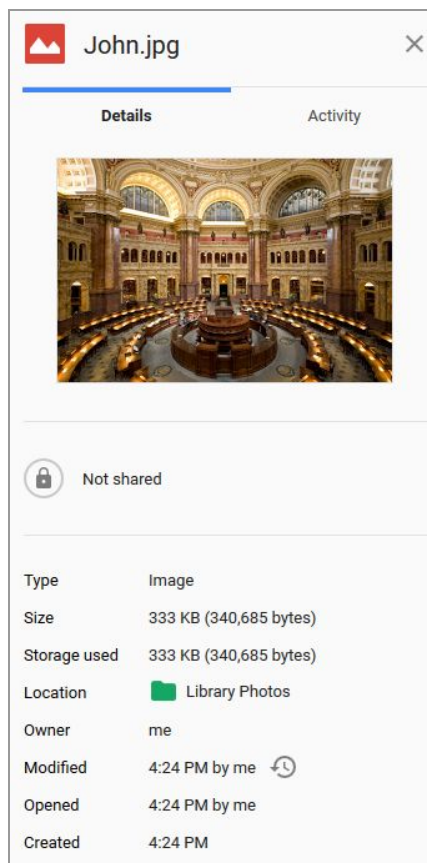 John.jpg
Details Activity
Not shared
Type Image
Size 333 KB (340,685 bytes)
Storage used 333 KB (340,685 bytes)
Location Library Photos
Owner me
Modified 4:24 PM by me
Opened 4:24 PM by me
Created 4:24 PM